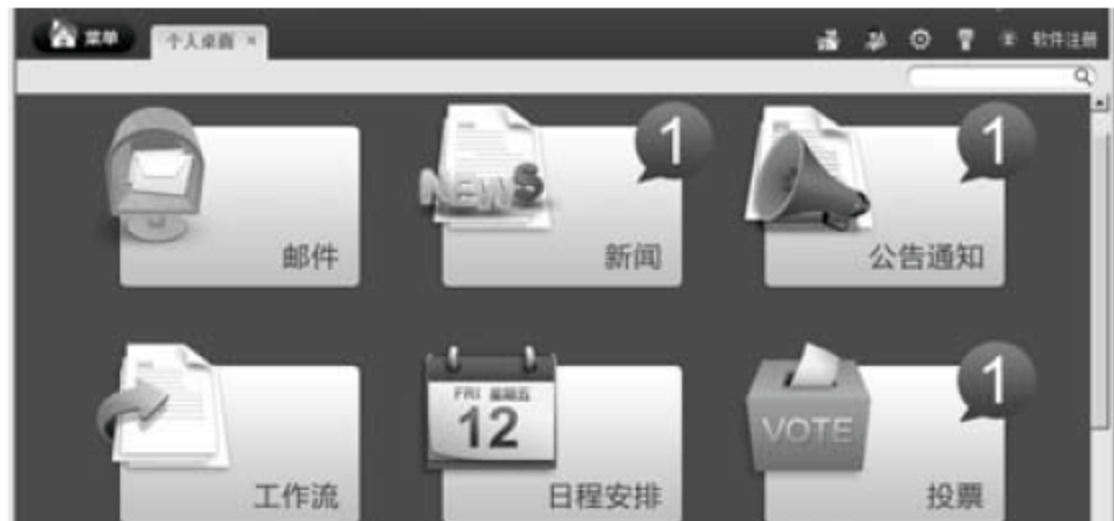 菜单 个人桌面 × 软件注册
1 1
NEWS
邮件 新闻 公告通知
FRI 星期五
12 1
VOTE
工作流 日程安排 投票